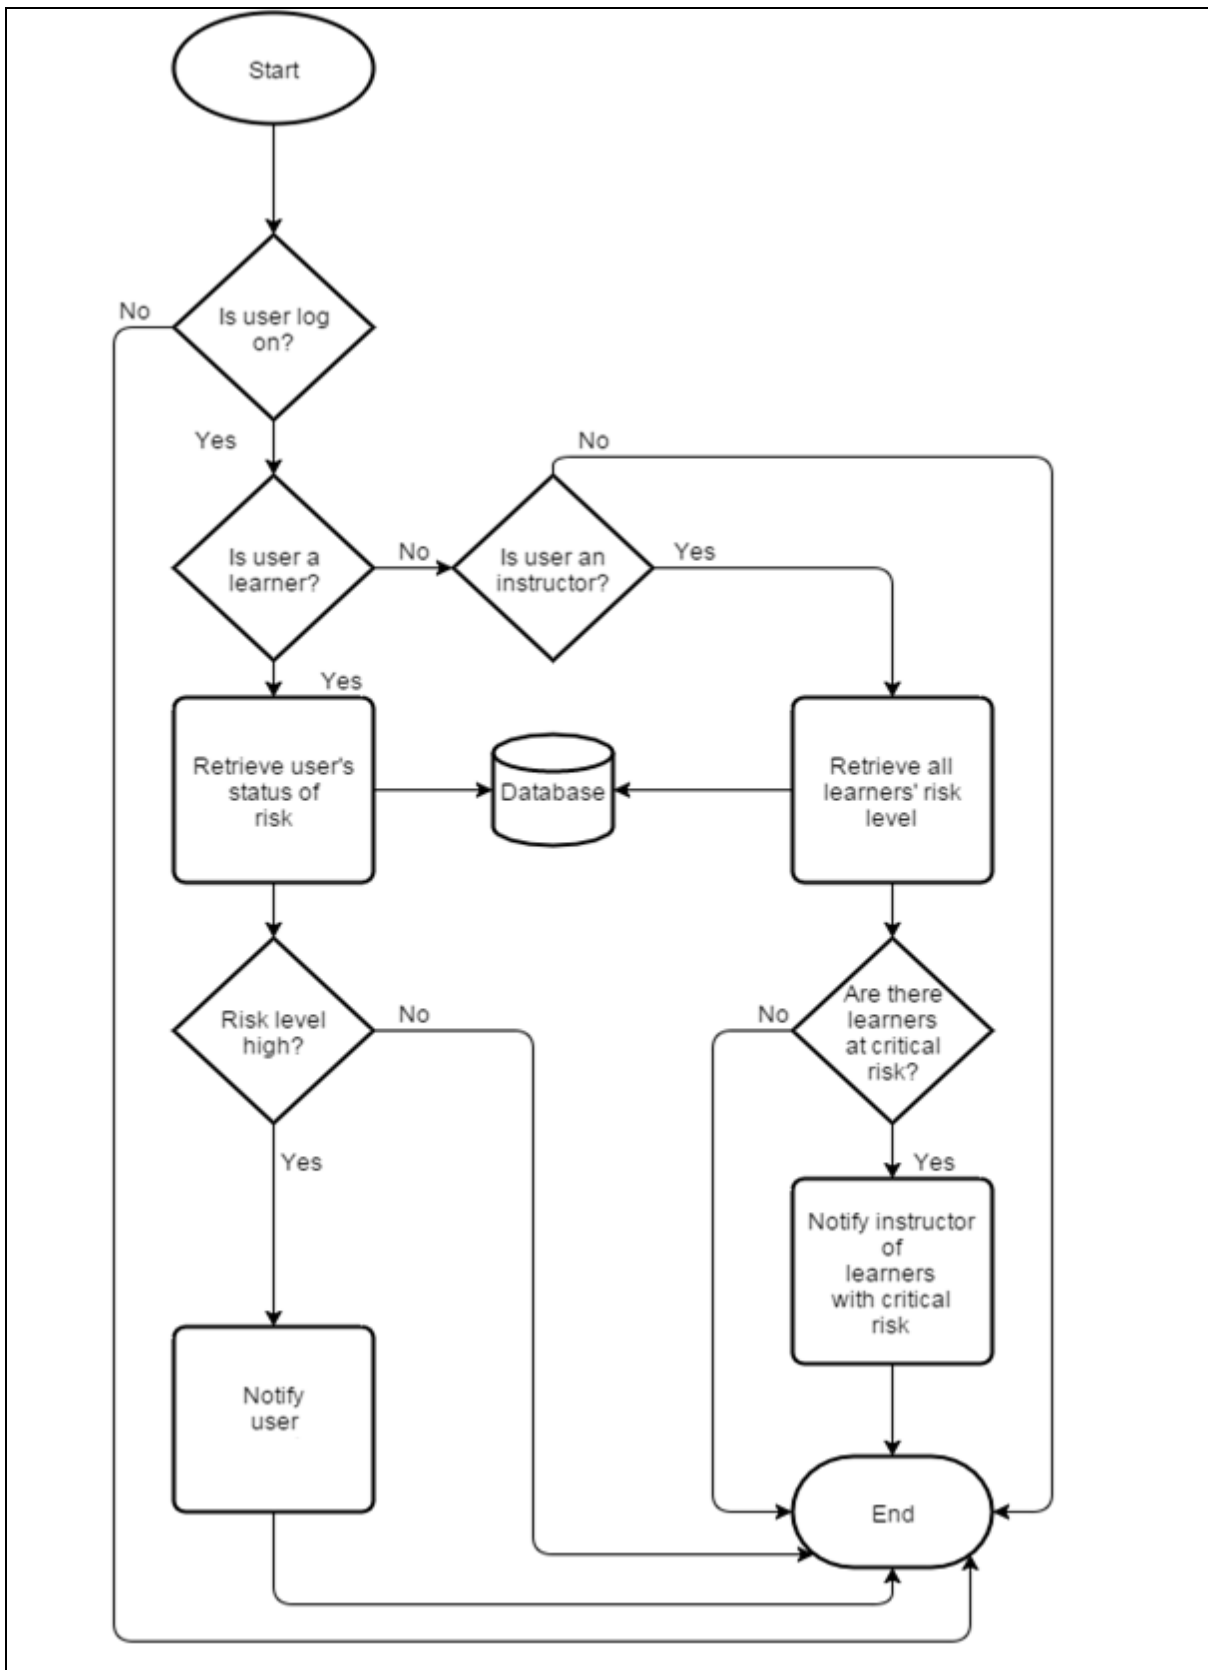 Start
No
Is user log
on?
Yes
No
Is user a
learner?
No
Is user an
instructor?
Yes
Yes
Retrieve user's
status of
risk
Database
Retrieve all
learners' risk
level
Risk level
high?
No
No
Are there
learners
at critical
risk?
Yes
Yes
Notify instructor
of
learners
with critical
risk
Notify
user
End